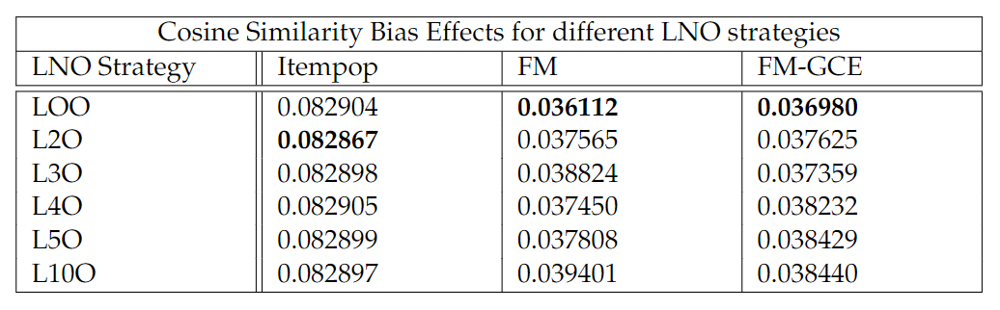 Cosine Similarity Bias Effects for different LNO strategies
LNO Strategy Itempop FM FM-GCE
LOO 0.082904 0.036112 0.036980
L2O 0.082867 0.037565 0.037625
L3O 0.082898 0.038824 0.037359
L4O 0.082905 0.037450 0.038232
L5O 0.082899 0.037808 0.038429
L10O 0.082897 0.039401 0.038440